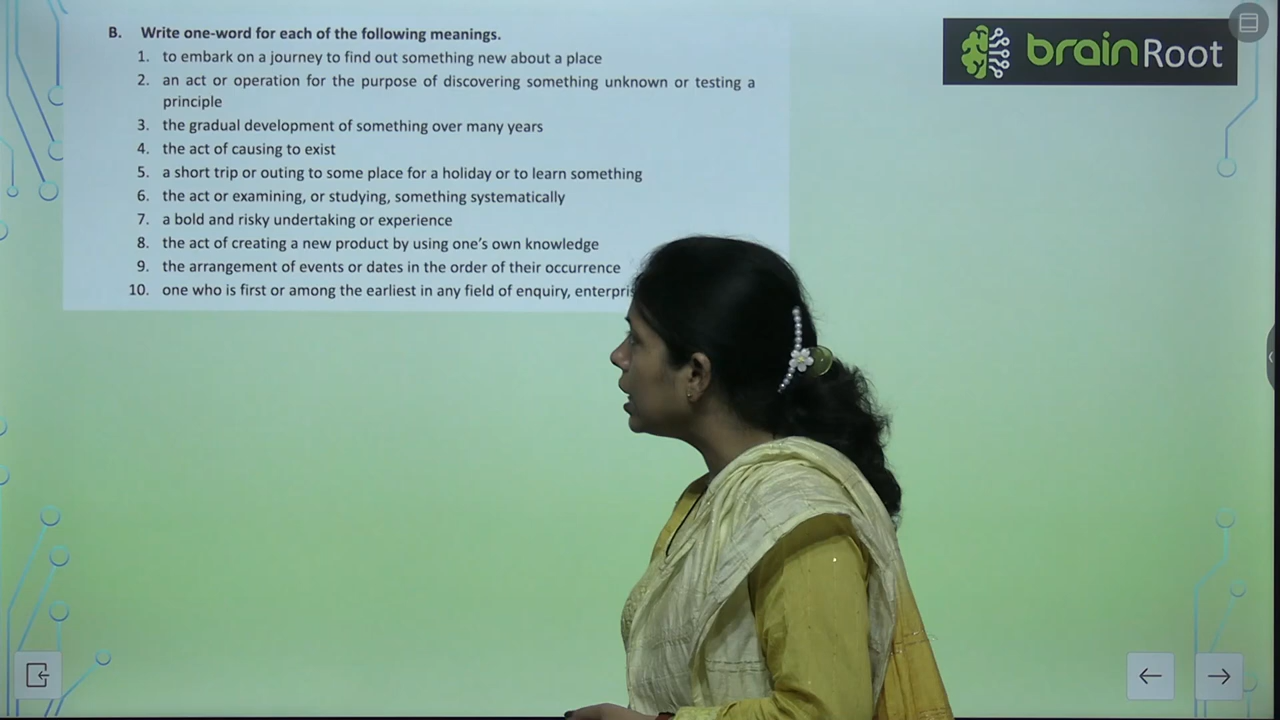 B. Write one-word for each of the following meanings.
1. to embark on a journey to find out something new about a place
2. an act or operation for the purpose of discovering something unknown or testing a
principle
3. the gradual development of something over many years
4. the act of causing to exist
5. a short trip or outing to some place for a holiday or to learn something
6. the act or examining, or studying, something systematically
7. a bold and risky undertaking or experience
8. the act of creating a new product by using one's own knowledge
9. the arrangement of events or dates in the order of their occurrence
10. one who is first or among the earliest in any field of enquiry,
brainRoot